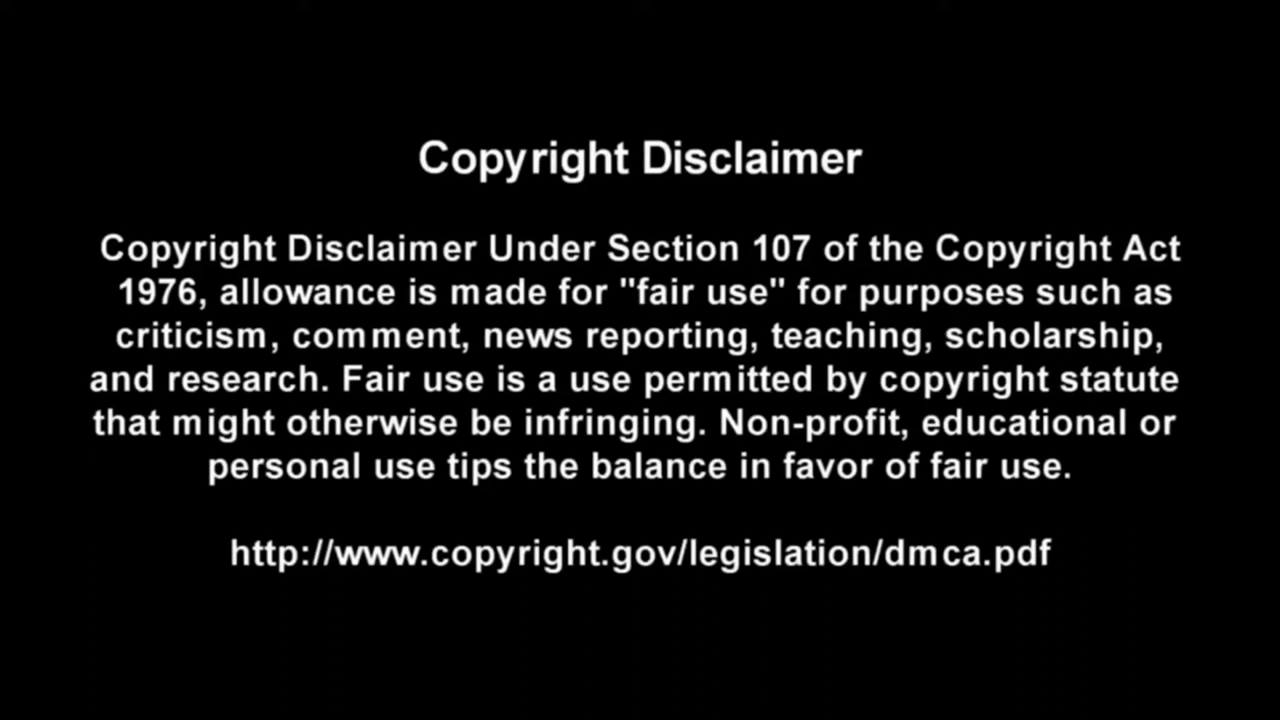 Copyright Disclaimer
Copyright Disclaimer Under Section 107 of the Copyright Act
1976, allowance is made for "fair use" for purposes such as
criticism, comment, news reporting, teaching, scholarship,
and research. Fair use is a use permitted by copyright statute
that might otherwise be infringing. Non-profit, educational or
personal use tips the balance in favor of fair use.
http://www.copyright.gov/legislation/dmca.pdf